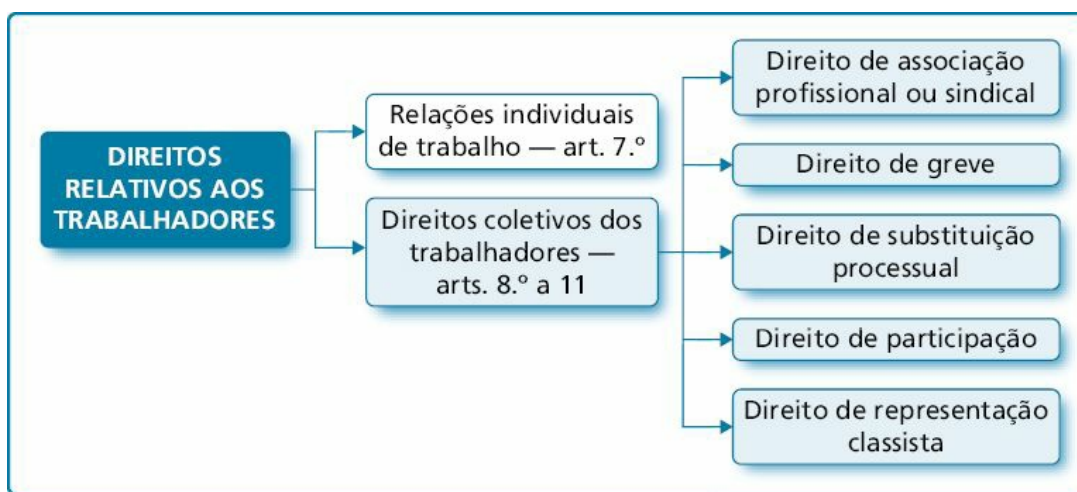 DIREITOS
RELATIVOS AOS
TRABALHADORES
Relações individuais
de trabalho — art. 7.º
Direitos coletivos dos
trabalhadores —
arts. 8.º a 11
Direito de associação
profissional ou sindical
Direito de greve
Direito de substituição
processual
Direito de participação
Direito de representação
classista